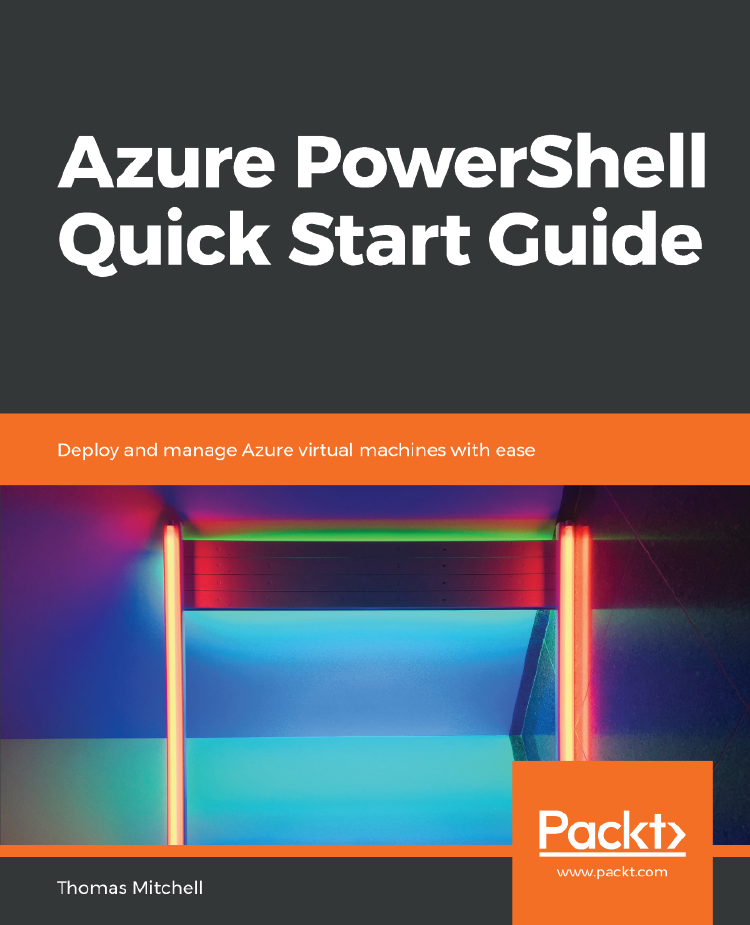 Azure PowerShell
Quick Start Guide
Deploy and manage Azure virtual machines with ease
Packt>
www.packt.com
Thomas Mitchell